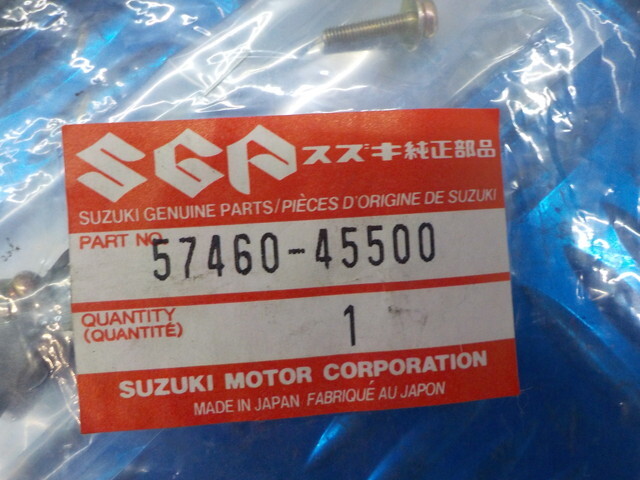 SGP スズキ純正部品
SUZUKI GENUINE PARTS/PIÈCES D'ORIGINE DE SUZUKI
PART NO. 57460-45500
QUANTITY
(QUANTITÉ) 1
SUZUKI MOTOR CORPORATION
MADE IN JAPAN FABRIQUÉ AU JAPON